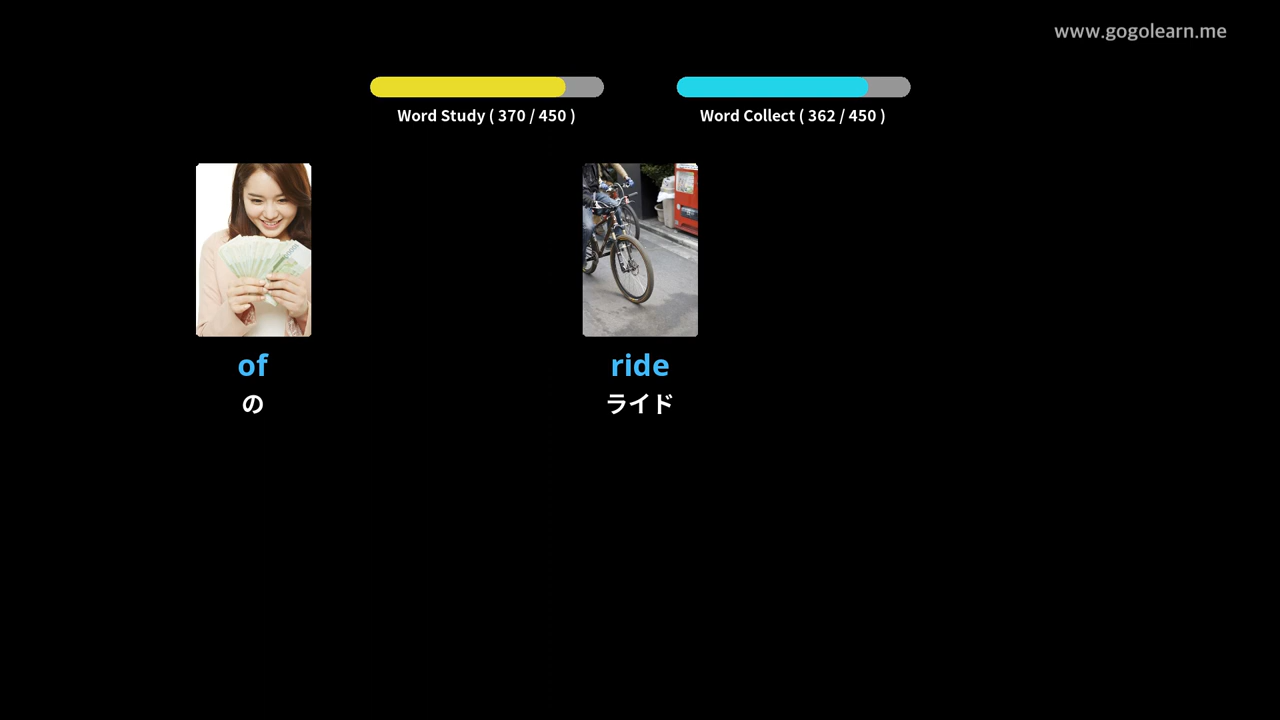 www.gogolearn.me
Word Study ( 370 / 450 )
Word Collect ( 362 / 450 )
of
の
ride
ライド